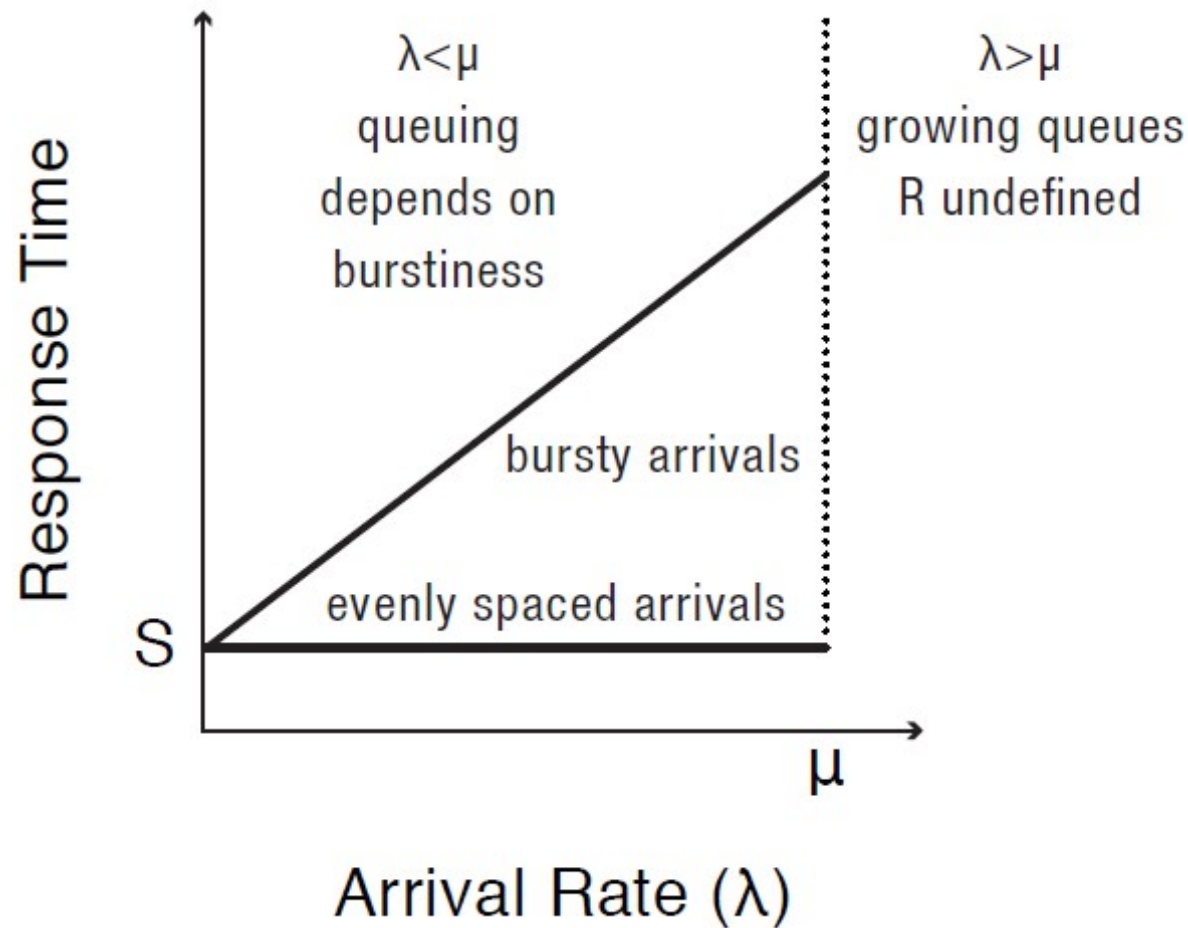 λ<μ
queuing
depends on
burstiness
λ>μ
growing queues
R undefined
Response Time
bursty arrivals
evenly spaced arrivals
S
μ
Arrival Rate (λ)